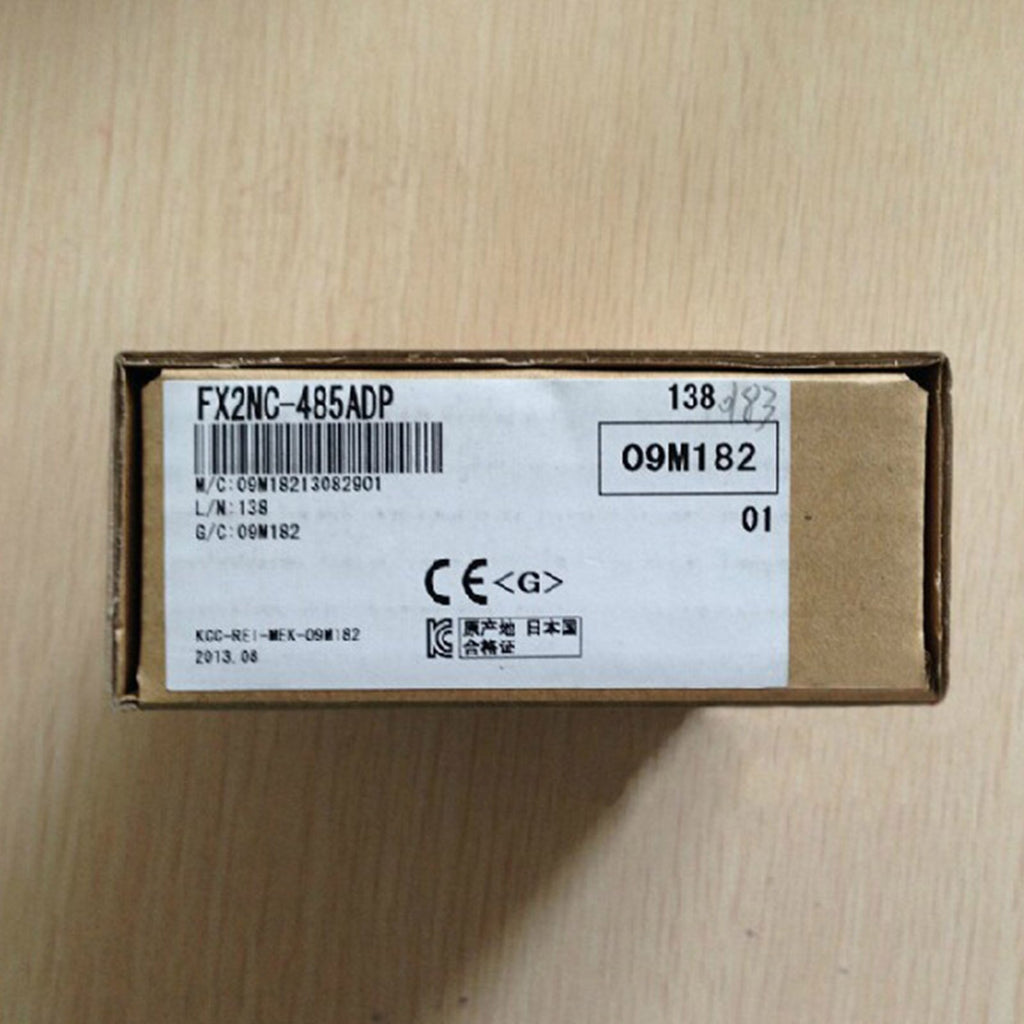 FX2NC-485ADP
138
09M182
M/C:09M18213082901
L/N:138
G/C:09M182
01
CE<G>
KCC-REI-MEK-09M182
2013.08
原产地 日本国
合格证